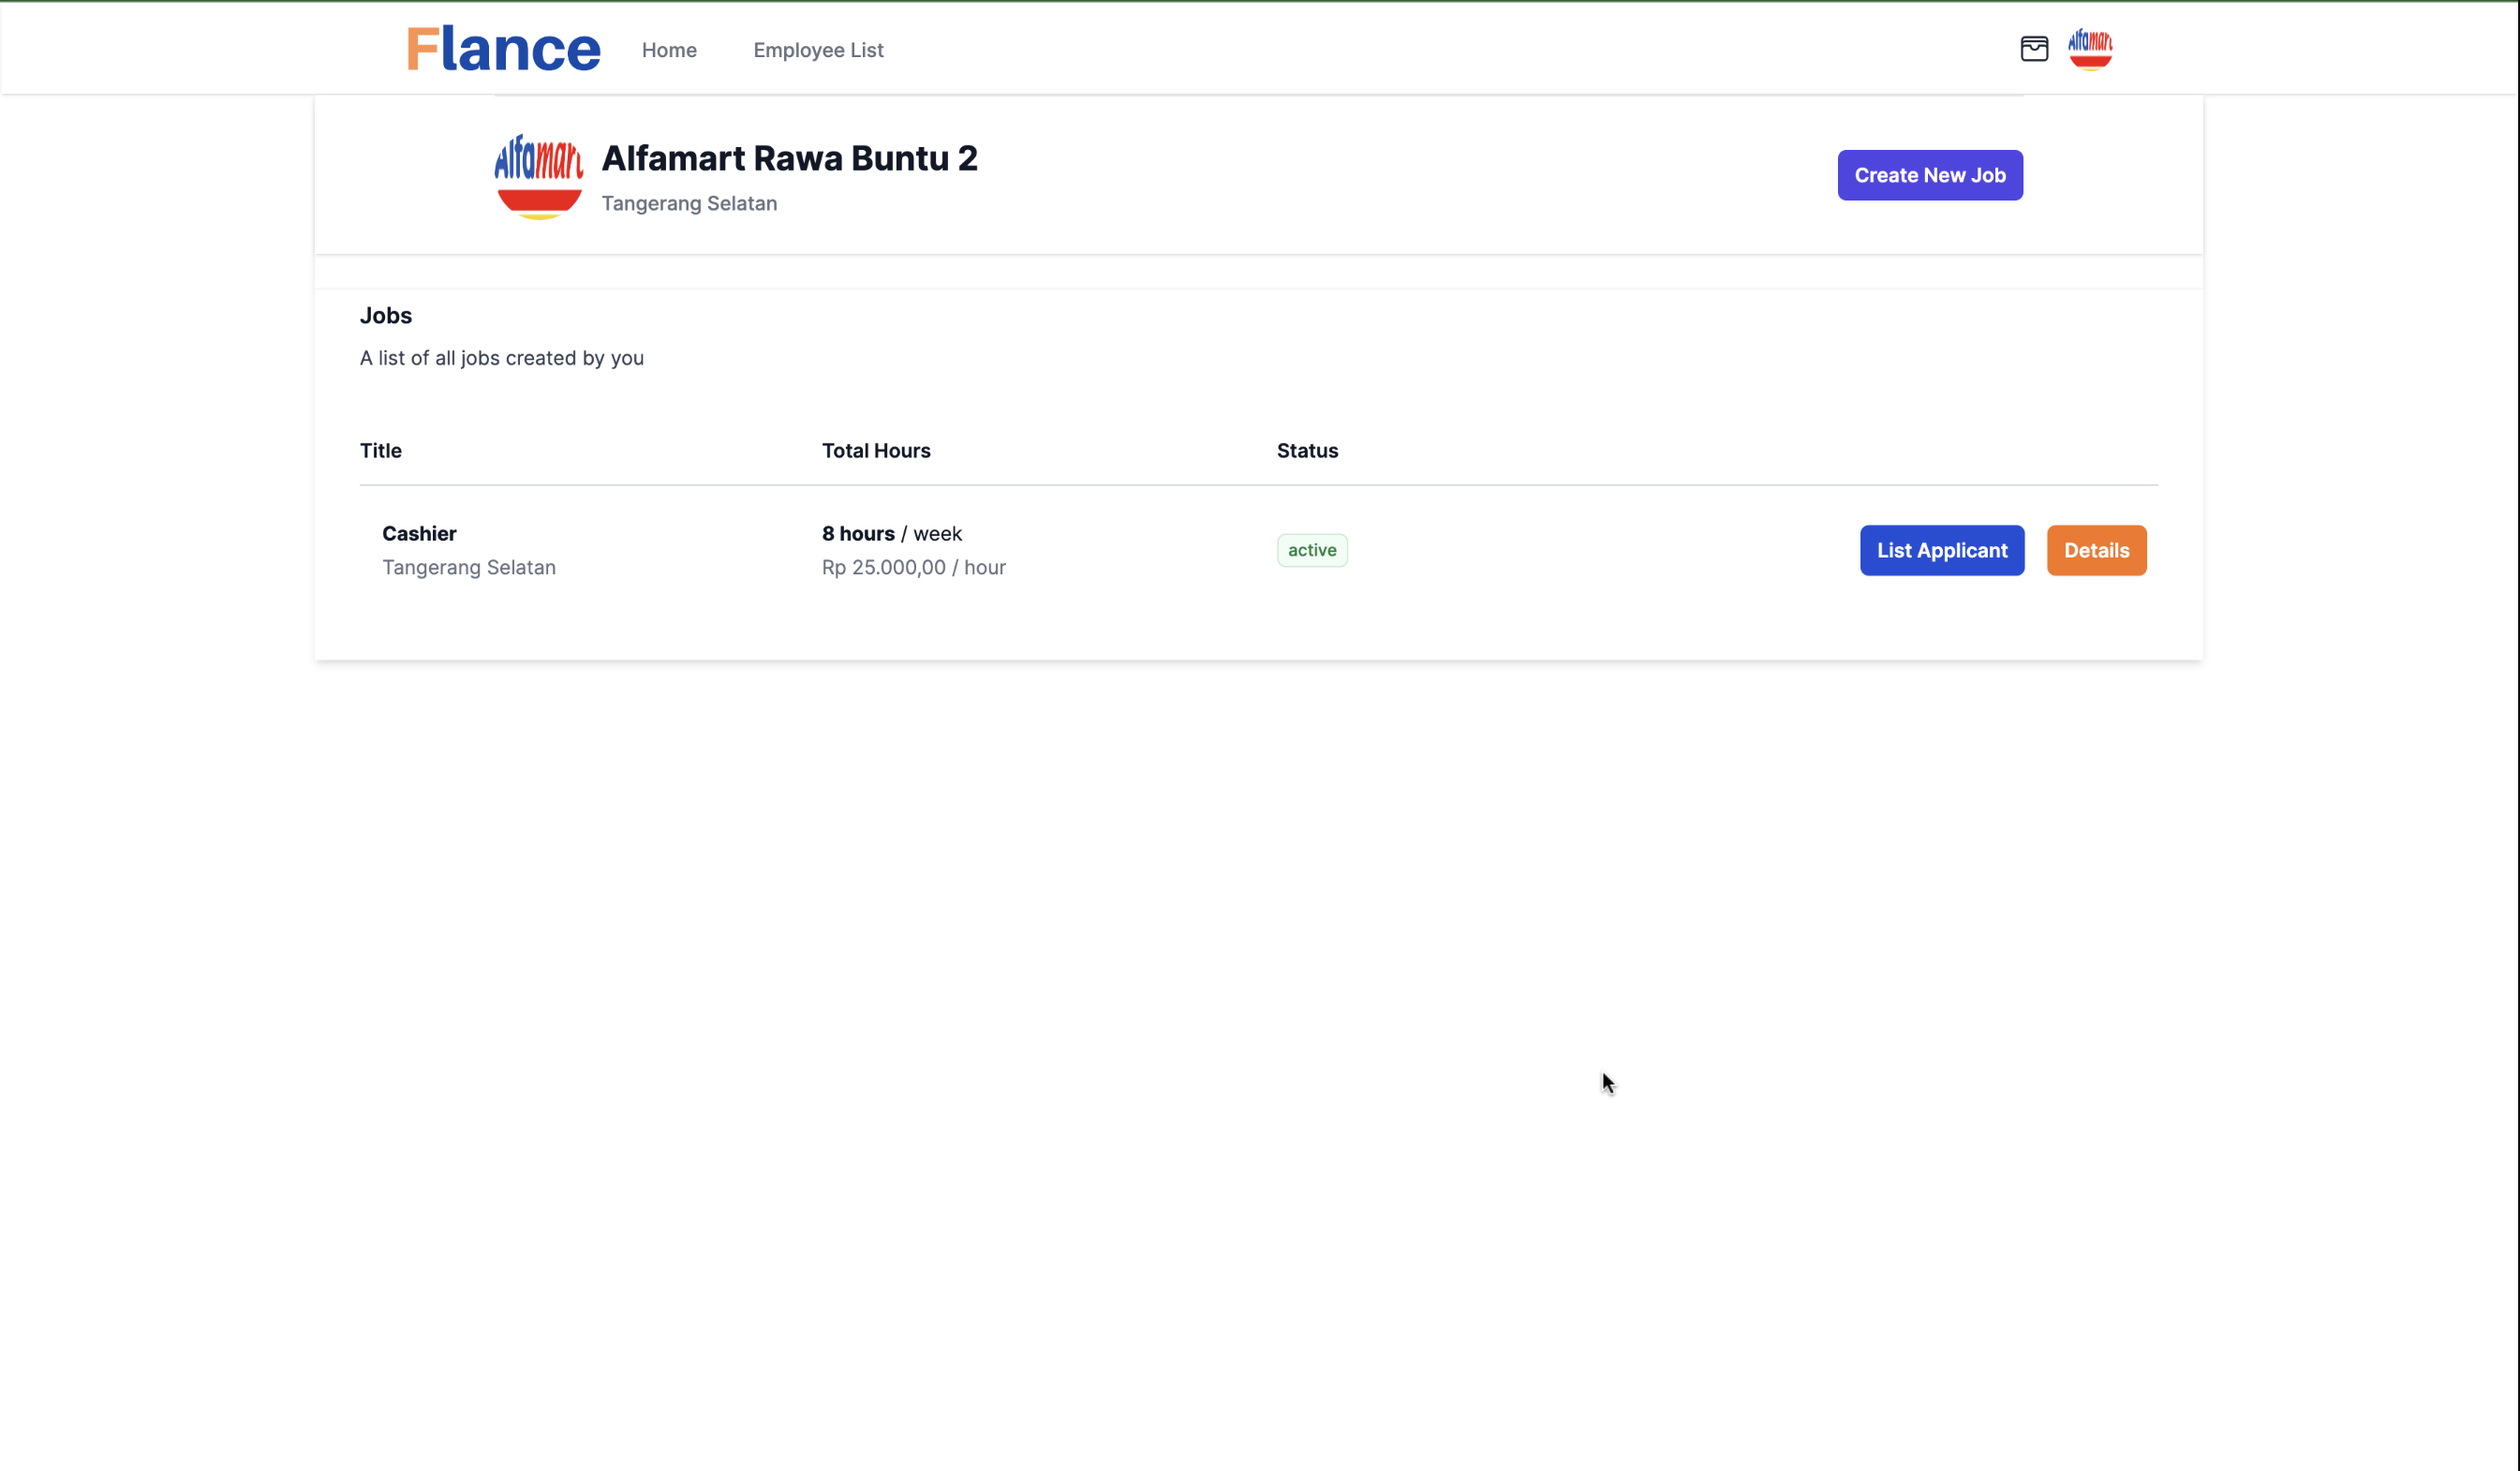 Flance Home Employee List
Alfamart
Alfamart
Alfamart Rawa Buntu 2
Tangerang Selatan
Create New Job
Jobs
A list of all jobs created by you
Title Total Hours Status
Cashier 8 hours / week
Tangerang Selatan Rp 25.000,00 / hour
active List Applicant Details